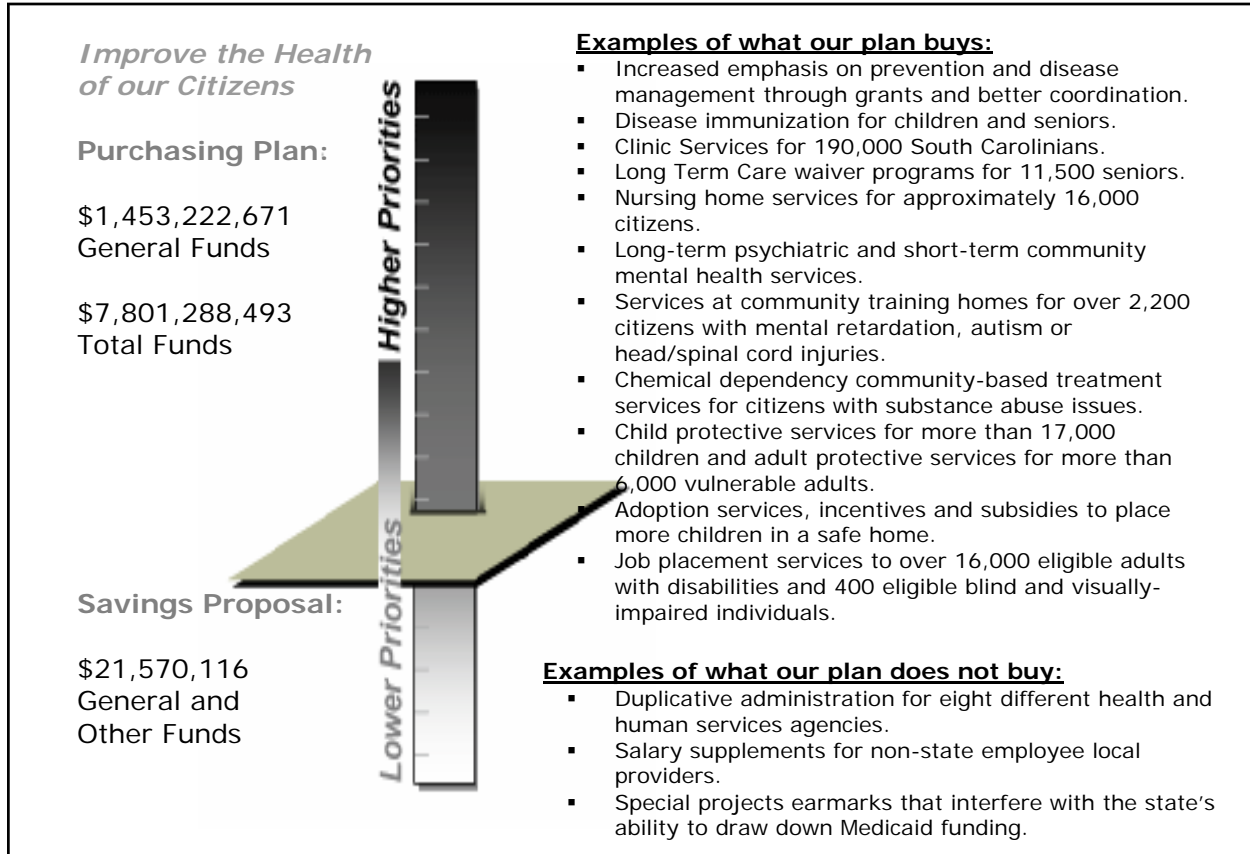 Improve the Health
of our Citizens
Purchasing Plan:
$1,453,222,671
General Funds
$7,801,288,493
Total Funds
Savings Proposal:
$21,570,116
General and
Other Funds
Higher Priorities
Lower Priorities
Examples of what our plan buys:
▪ Increased emphasis on prevention and disease
management through grants and better coordination.
▪ Disease immunization for children and seniors.
▪ Clinic Services for 190,000 South Carolinians.
▪ Long Term Care waiver programs for 11,500 seniors.
▪ Nursing home services for approximately 16,000
citizens.
▪ Long-term psychiatric and short-term community
mental health services.
▪ Services at community training homes for over 2,200
citizens with mental retardation, autism or
head/spinal cord injuries.
▪ Chemical dependency community-based treatment
services for citizens with substance abuse issues.
▪ Child protective services for more than 17,000
children and adult protective services for more than
6,000 vulnerable adults.
▪ Adoption services, incentives and subsidies to place
more children in a safe home.
▪ Job placement services to over 16,000 eligible adults
with disabilities and 400 eligible blind and visually-
impaired individuals.
Examples of what our plan does not buy:
▪ Duplicative administration for eight different health and
human services agencies.
▪ Salary supplements for non-state employee local
providers.
▪ Special projects earmarks that interfere with the state's
ability to draw down Medicaid funding.